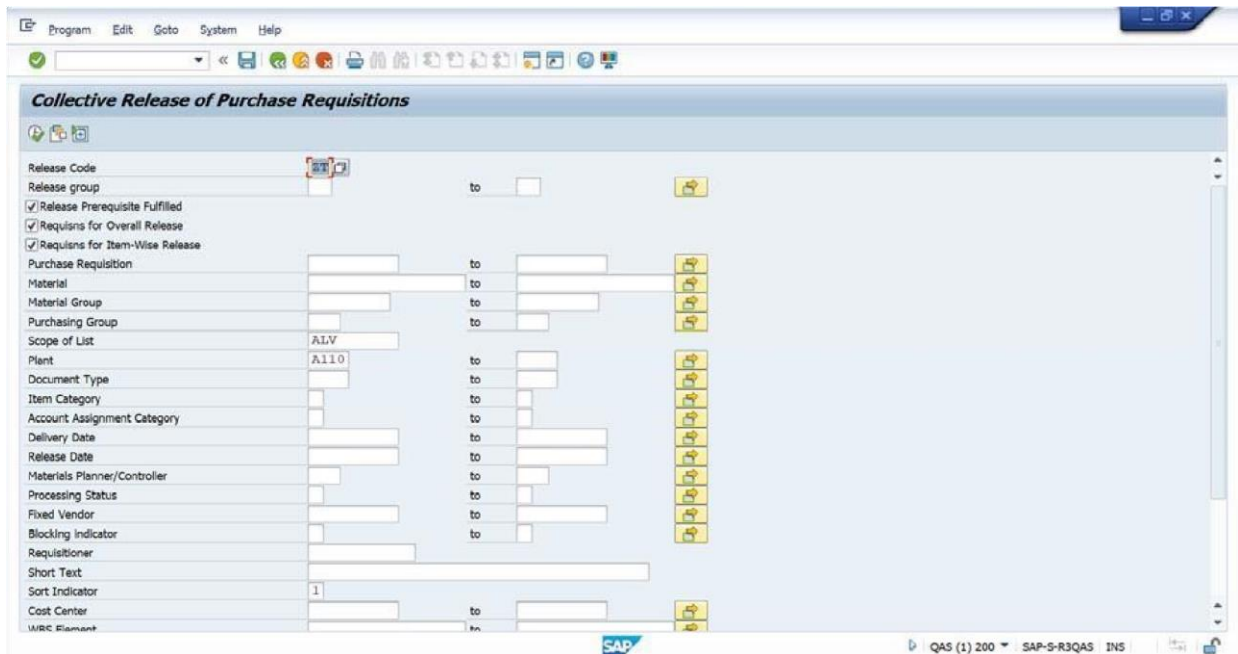 Program Edit Goto System Help
Collective Release of Purchase Requisitions
Release Code
Release group to
Release Prerequisite Fulfilled
Requisns for Overall Release
Requisns for Item-Wise Release
Purchase Requisition to
Material to
Material Group to
Purchasing Group to
Scope of List ALV
Plant A110 to
Document Type to
Item Category to
Account Assignment Category to
Delivery Date to
Release Date to
Materials Planner/Controller to
Processing Status to
Fixed Vendor to
Blocking indicator to
Requisitioner
Short Text
Sort Indicator 1
Cost Center to
WBS Element to
SAP QAS (1) 200 SAP-S-R3QAS INS